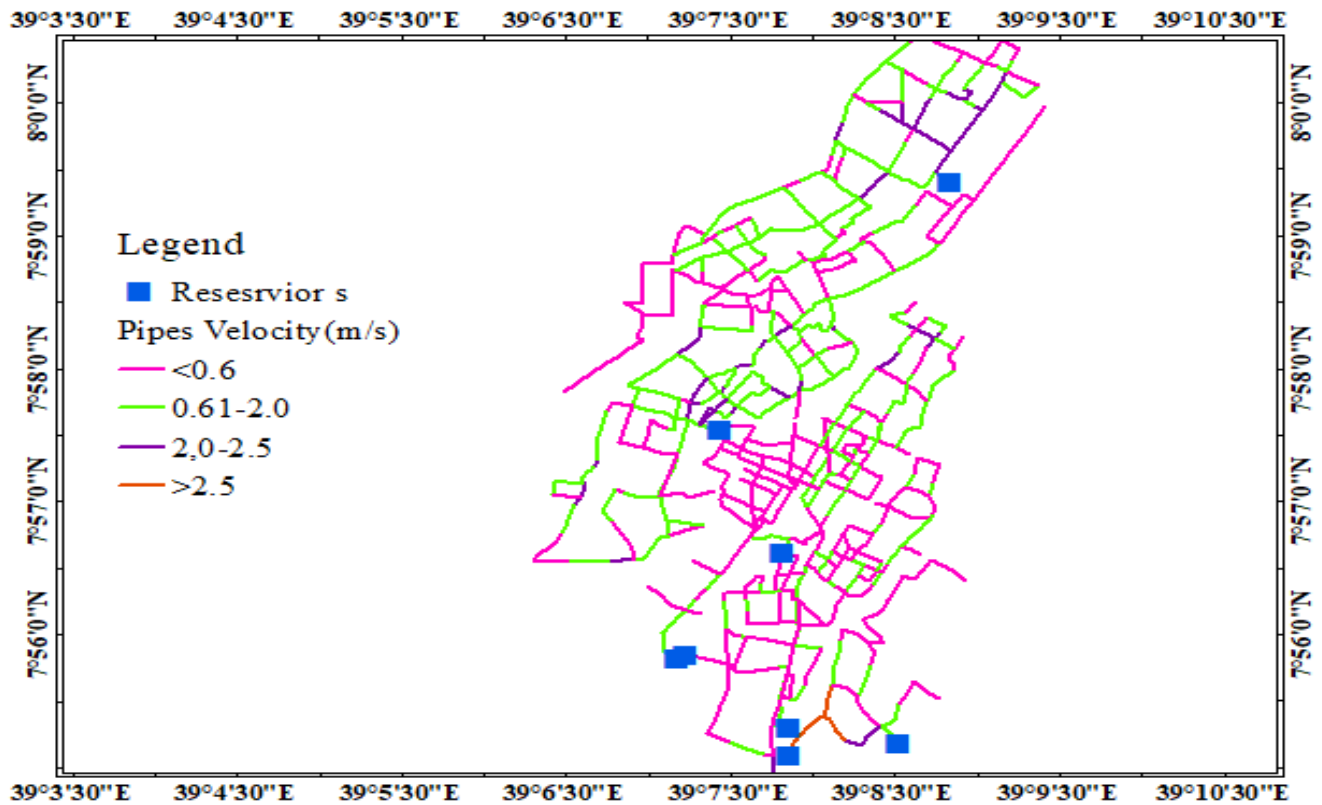 39°3'30"E 39°4'30"E 39°5'30"E 39°6'30"E 39°7'30"E 39°8'30"E 39°9'30"E 39°10'30"E
8°0'0"N 8°0'0"N
7°59'0"N 7°59'0"N
Legend
Resesrvior s
Pipes Velocity(m/s)
<0.6
0.61-2.0
2,0-2.5
>2.5
7°58'0"N 7°58'0"N
7°57'0"N 7°57'0"N
7°56'0"N 7°56'0"N
39°3'30"E 39°4'30"E 39°5'30"E 39°6'30"E 39°7'30"E 39°8'30"E 39°9'30"E 39°10'30"E